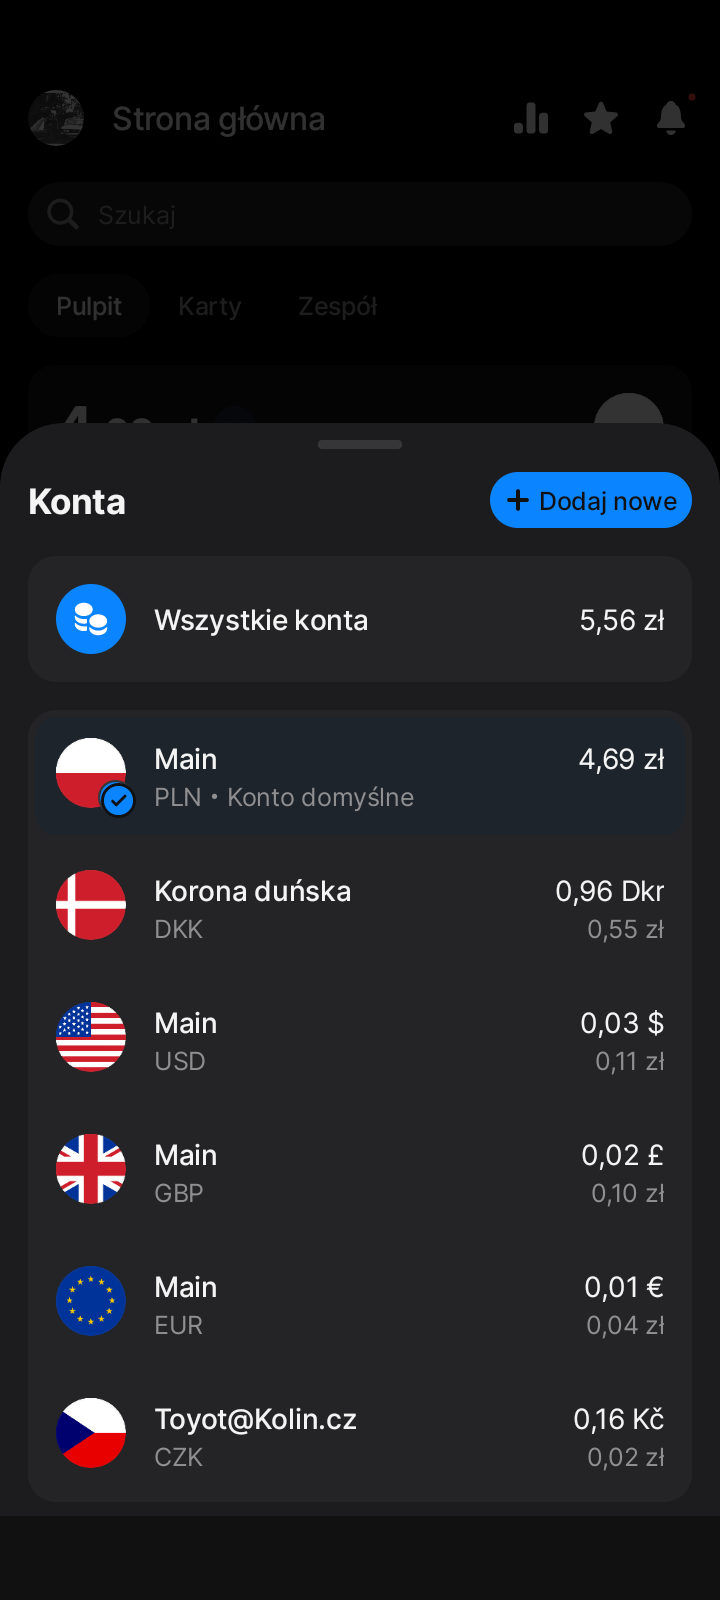 Strona główna
Szukaj
Pulpit Karty Zespół
Konta
Dodaj nowe
Wszystkie konta 5,56 zł
Main 4,69 zł
PLN • Konto domyślne
Korona duńska 0,96 Dkr
DKK 0,55 zł
Main 0,03 $
USD 0,11 zł
Main 0,02 £
GBP 0,10 zł
Main 0,01 €
EUR 0,04 zł
Toyot@Kolin.cz 0,16 Kč
CZK 0,02 zł